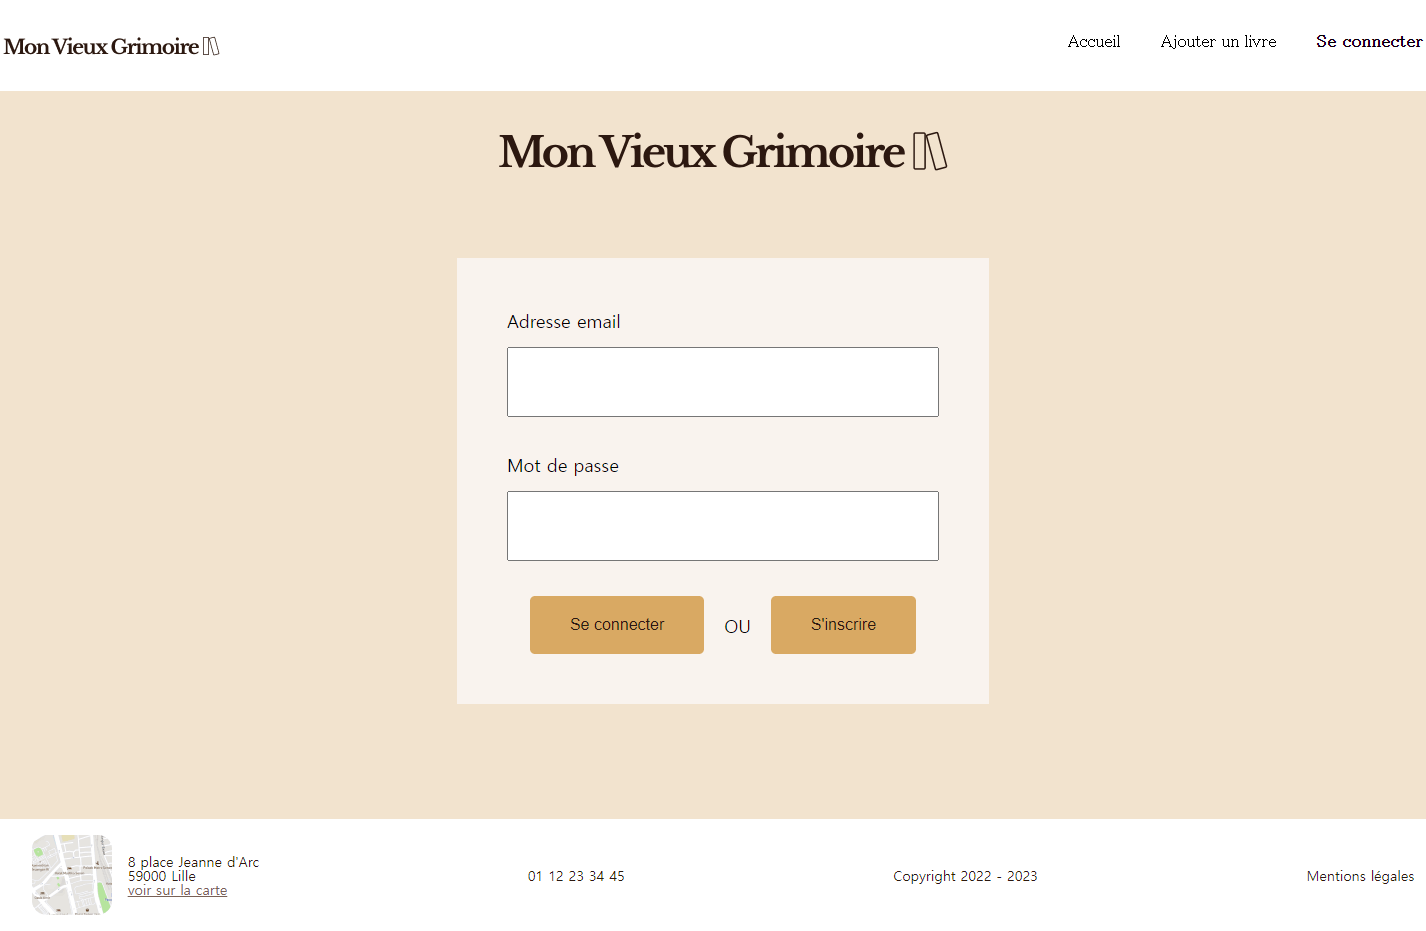 Mon Vieux Grimoire
Accueil
Ajouter un livre
Se connecter
Mon Vieux Grimoire
Adresse email
Mot de passe
Se connecter
OU
S'inscrire
8 place Jeanne d'Arc
59000 Lille
voir sur la carte
01 12 23 34 45
Copyright 2022 - 2023
Mentions légales